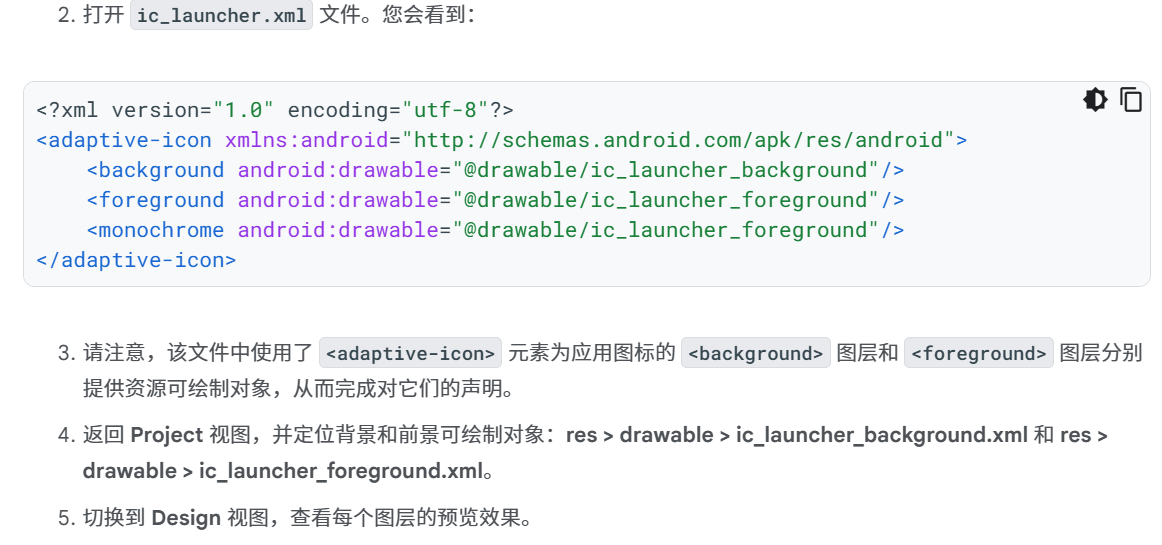 2. 打开 ic_launcher.xml 文件。您会看到：
<?xml version="1.0" encoding="utf-8"?>
<adaptive-icon xmlns:android="http://schemas.android.com/apk/res/android">
    <background android:drawable="@drawable/ic_launcher_background"/>
    <foreground android:drawable="@drawable/ic_launcher_foreground"/>
    <monochrome android:drawable="@drawable/ic_launcher_foreground"/>
</adaptive-icon>
3. 请注意，该文件中使用了 <adaptive-icon> 元素为应用图标的 <background> 图层和 <foreground> 图层分别
提供资源可绘制对象，从而完成对它们的声明。
4. 返回 Project 视图，并定位背景和前景可绘制对象：res > drawable > ic_launcher_background.xml 和 res >
drawable > ic_launcher_foreground.xml。
5. 切换到 Design 视图，查看每个图层的预览效果。